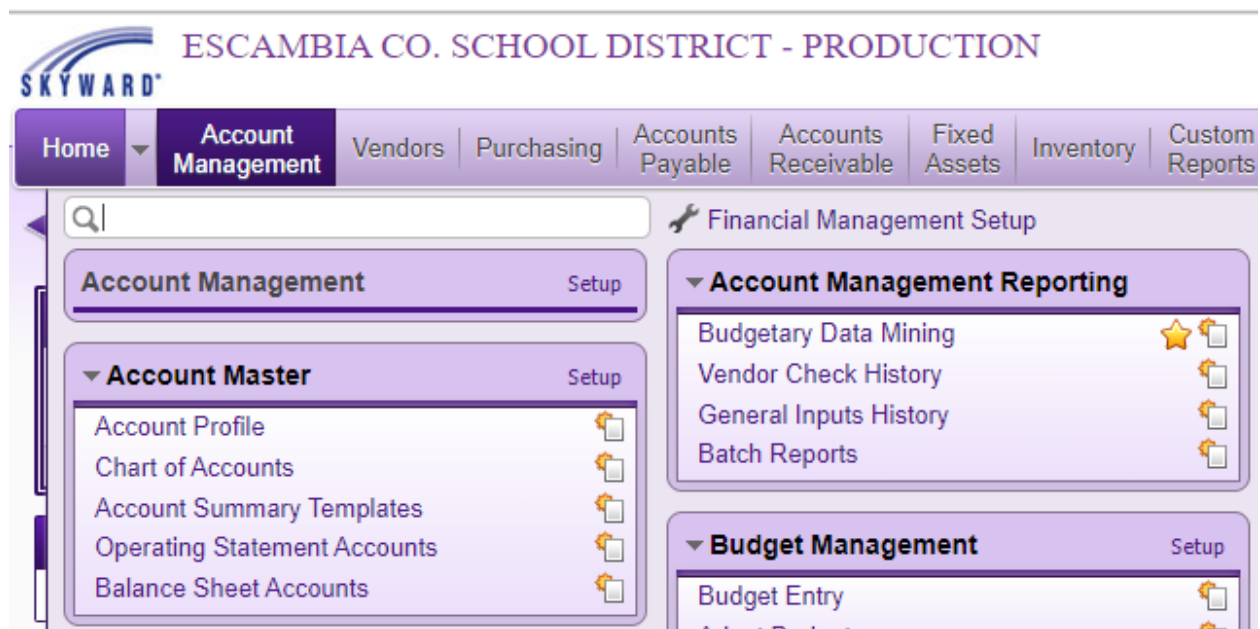 ESCAMBIA CO. SCHOOL DISTRICT - PRODUCTION
SKYWARD
Home
Account
Management
Vendors
Purchasing
Accounts
Payable
Accounts
Receivable
Fixed
Assets
Inventory
Custom
Reports
Financial Management Setup
Account Management Setup
Account Master Setup
Account Profile
Chart of Accounts
Account Summary Templates
Operating Statement Accounts
Balance Sheet Accounts
Account Management Reporting
Budgetary Data Mining
Vendor Check History
General Inputs History
Batch Reports
Budget Management Setup
Budget Entry